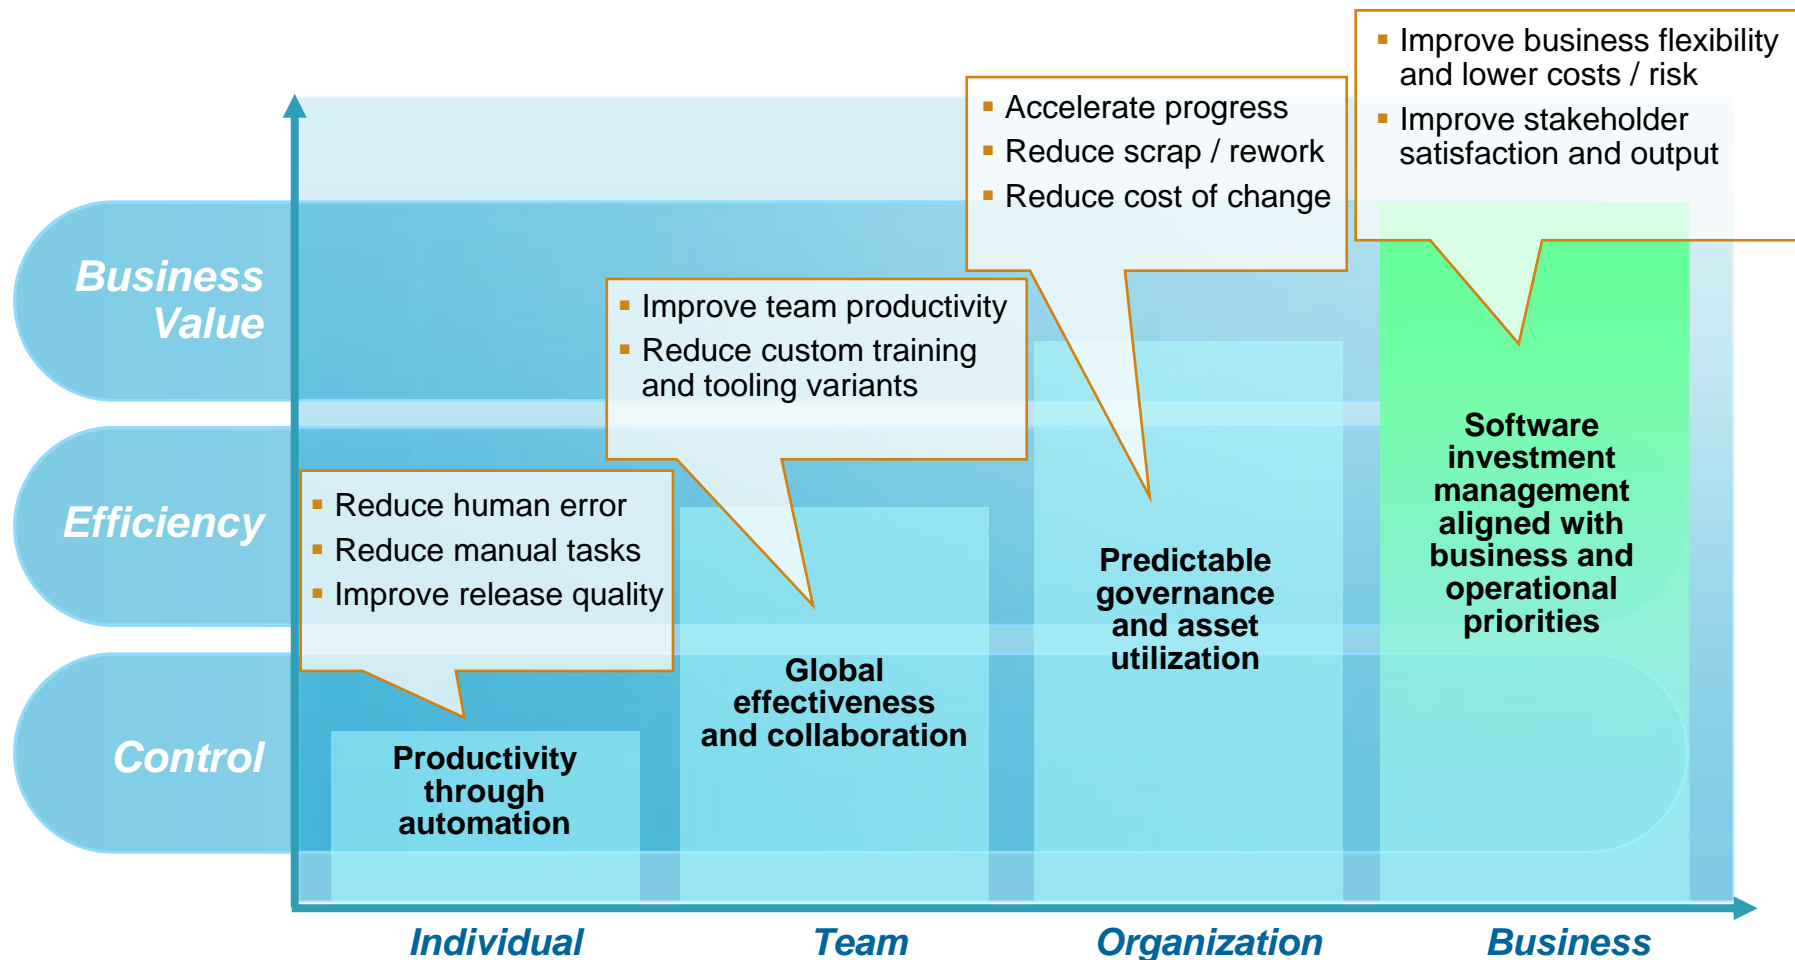 ▪ Improve business flexibility
and lower costs / risk
▪ Improve stakeholder
satisfaction and output
▪ Accelerate progress
▪ Reduce scrap / rework
▪ Reduce cost of change
▪ Improve team productivity
▪ Reduce custom training
and tooling variants
▪ Reduce human error
▪ Reduce manual tasks
▪ Improve release quality
Business
Value
Efficiency
Control
Productivity
through
automation
Global
effectiveness
and collaboration
Predictable
governance
and asset
utilization
Software
investment
management
aligned with
business and
operational
priorities
Individual
Team
Organization
Business